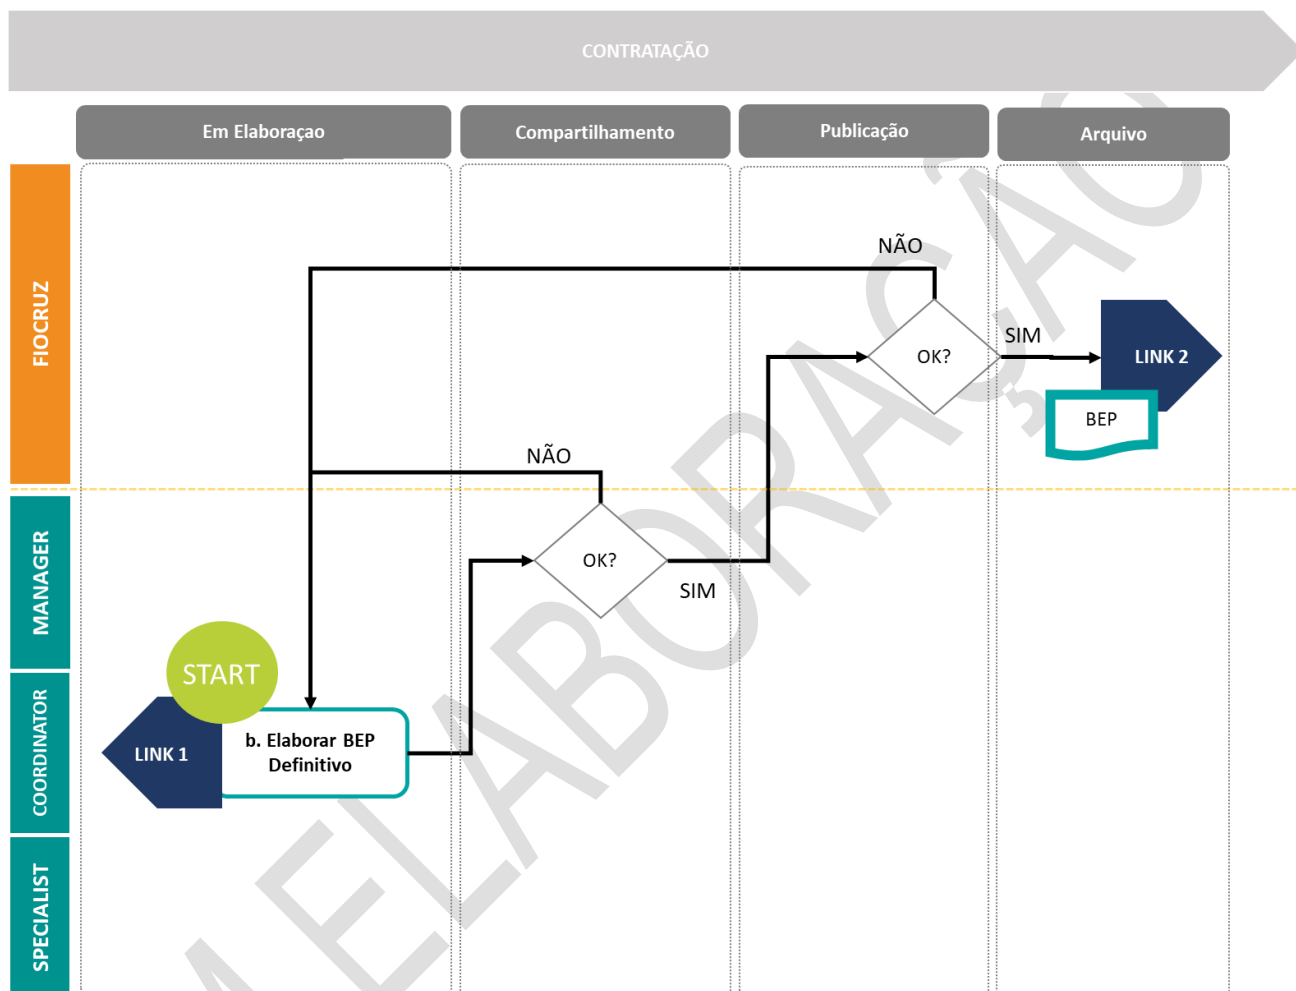 CONTRATAÇÃO
Em Elaboraçao
Compartilhamento
Publicação
Arquivo
FIOCRUZ
NÃO
OK?
SIM
LINK 2
BEP
NÃO
MANAGER
OK?
SIM
START
COORDINATOR
LINK 1
b. Elaborar BEP
Definitivo
SPECIALIST
M ELABORAÇÃO